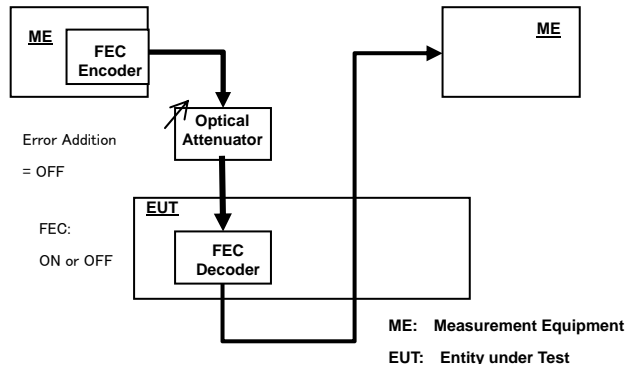 ME
FEC
Encoder
ME
Optical
Attenuator
Error Addition
= OFF
EUT
FEC:
ON or OFF
FEC
Decoder
ME: Measurement Equipment
EUT: Entity under Test